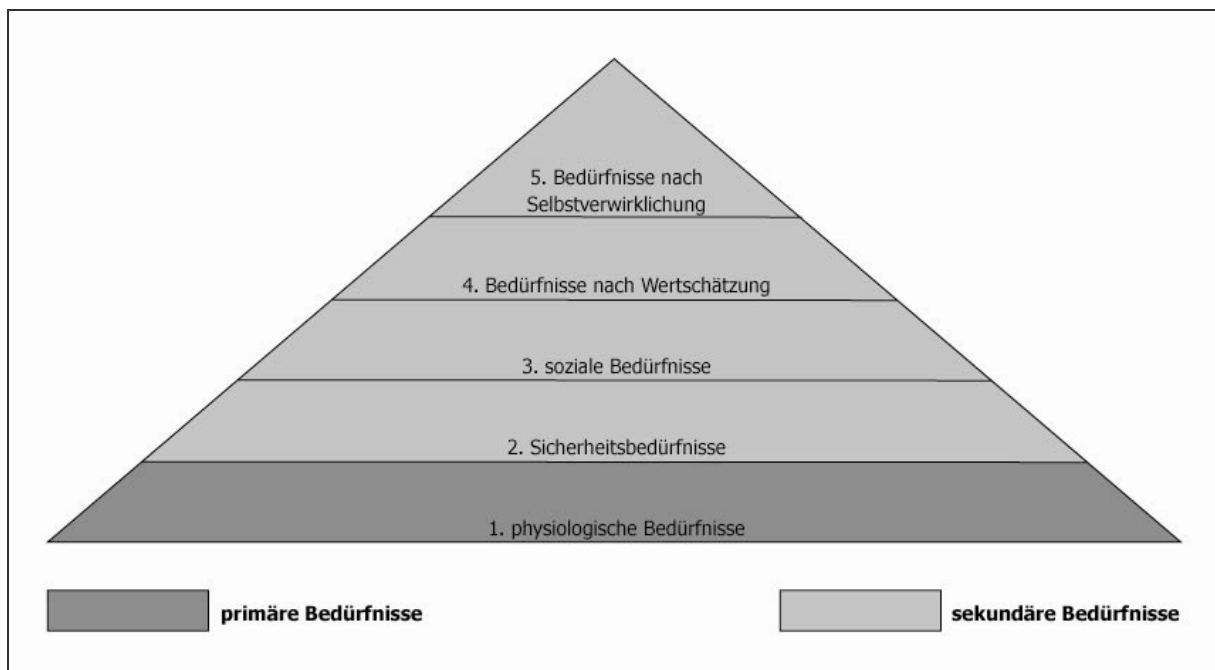 5. Bedürfnisse nach
Selbstverwirklichung
4. Bedürfnisse nach Wertschätzung
3. soziale Bedürfnisse
2. Sicherheitsbedürfnisse
1. physiologische Bedürfnisse
primäre Bedürfnisse
sekundäre Bedürfnisse